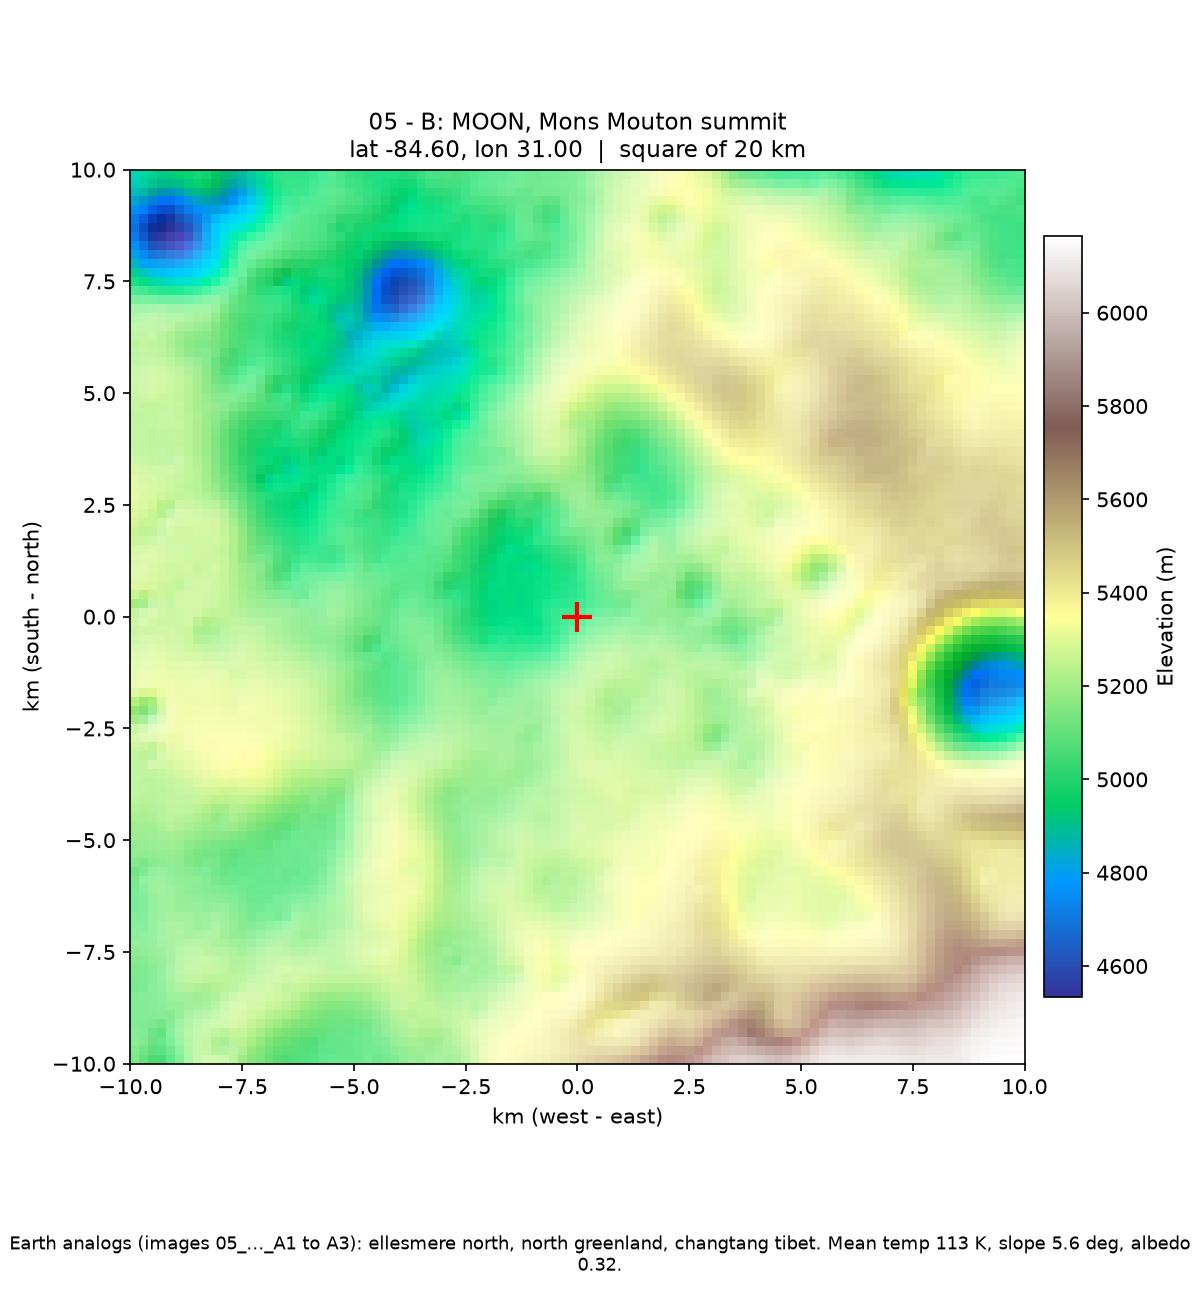 05 - B: MOON, Mons Mouton summit
lat -84.60, lon 31.00  |  square of 20 km
10.0
7.5
5.0
2.5
0.0
−2.5
−5.0
−7.5
−10.0
km (south - north)
−10.0 −7.5 −5.0 −2.5 0.0 2.5 5.0 7.5 10.0
km (west - east)
6000
5800
5600
5400
5200
5000
4800
4600
Elevation (m)
Earth analogs (images 05_..._A1 to A3): ellesmere north, north greenland, changtang tibet. Mean temp 113 K, slope 5.6 deg, albedo
0.32.